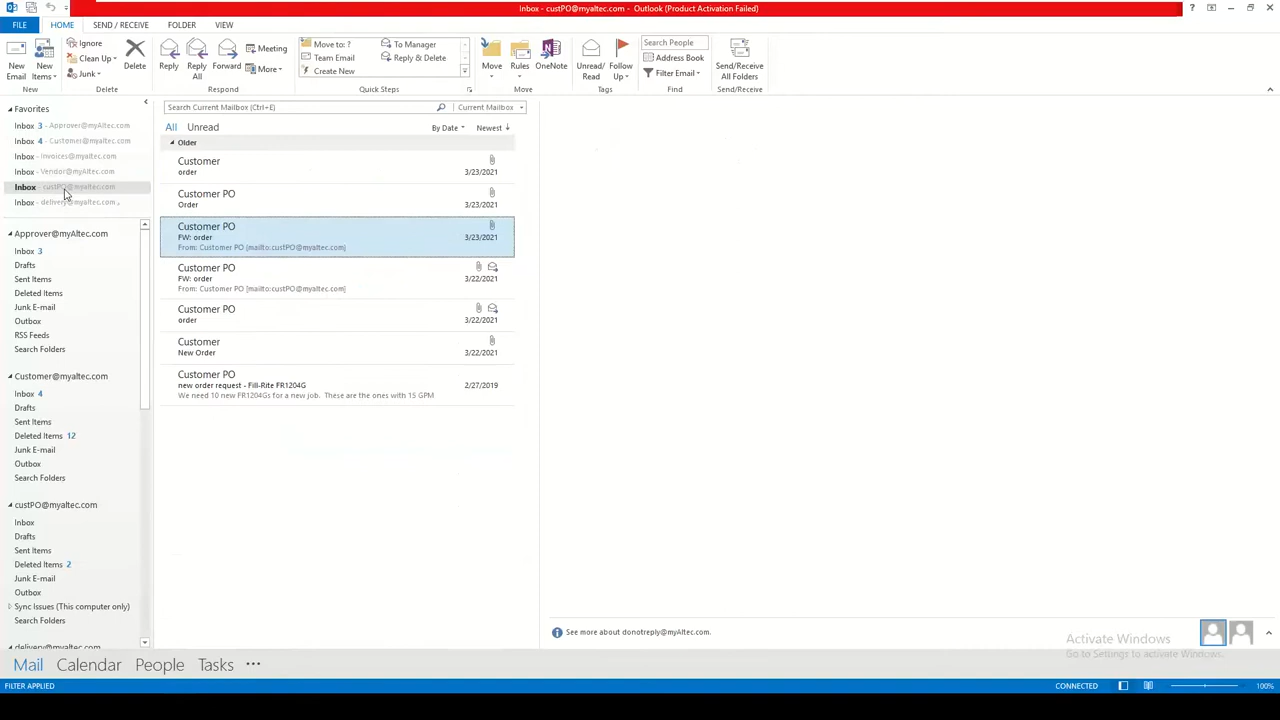 Inbox - custPO@myaltec.com - Outlook (Product Activation Failed)
FILE HOME SEND / RECEIVE FOLDER VIEW
New Email
New Items
Ignore
Clean Up
Junk
Delete
Reply
Reply All
Forward
Meeting
More
Move to: ?
Team Email
Create New
To Manager
Reply & Delete
Move
Rules
OneNote
Unread/ Read
Follow Up
Search People
Address Book
Filter Email
Send/Receive All Folders
New Delete Respond Quick Steps Move Tags Find Send/Receive
Favorites
Inbox 3 - Approver@myAltec.com
Inbox 4 - Customer@myaltec.com
Inbox - Invoices@myaltec.com
Inbox - Vendor@myAltec.com
Inbox - custPO@myaltec.com
Inbox - delivery@myaltec.com
Approver@myAltec.com
Inbox 3
Drafts
Sent Items
Deleted Items
Junk E-mail
Outbox
RSS Feeds
Search Folders
Customer@myaltec.com
Inbox 4
Drafts
Sent Items
Deleted Items 12
Junk E-mail
Outbox
Search Folders
custPO@myaltec.com
Inbox
Drafts
Sent Items
Deleted Items 2
Junk E-mail
Outbox
Sync Issues (This computer only)
Search Folders
delivery@myaltec.com
Search Current Mailbox (Ctrl+E) Current Mailbox
All Unread By Date Newest
Older
Customer
order 3/23/2021
Customer PO
Order 3/23/2021
Customer PO
FW: order 3/23/2021
From: Customer PO [mailto:custPO@myaltec.com]
Customer PO
FW: order 3/22/2021
From: Customer PO [mailto:custPO@myaltec.com]
Customer PO
order 3/22/2021
Customer
New Order 3/22/2021
Customer PO
new order request - Fill-Rite FR1204G 2/27/2019
We need 10 new FR1204Gs for a new job. These are the ones with 15 GPM
See more about donotreply@myAltec.com.
Activate Windows
Go to Settings to activate Windows.
Mail Calendar People Tasks
FILTER APPLIED CONNECTED 100%